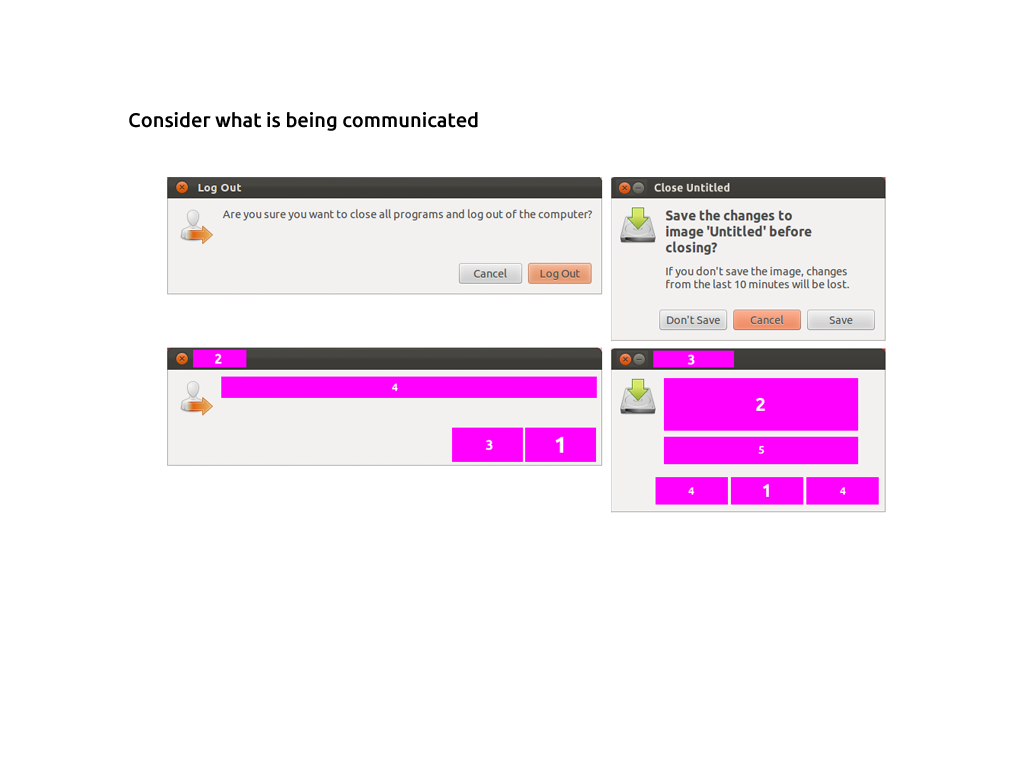 Consider what is being communicated
Log Out
Are you sure you want to close all programs and log out of the computer?
Cancel
Log Out
Close Untitled
Save the changes to
image 'Untitled' before
closing?
If you don't save the image, changes
from the last 10 minutes will be lost.
Don't Save
Cancel
Save
2
4
3
1
3
2
5
4
1
4